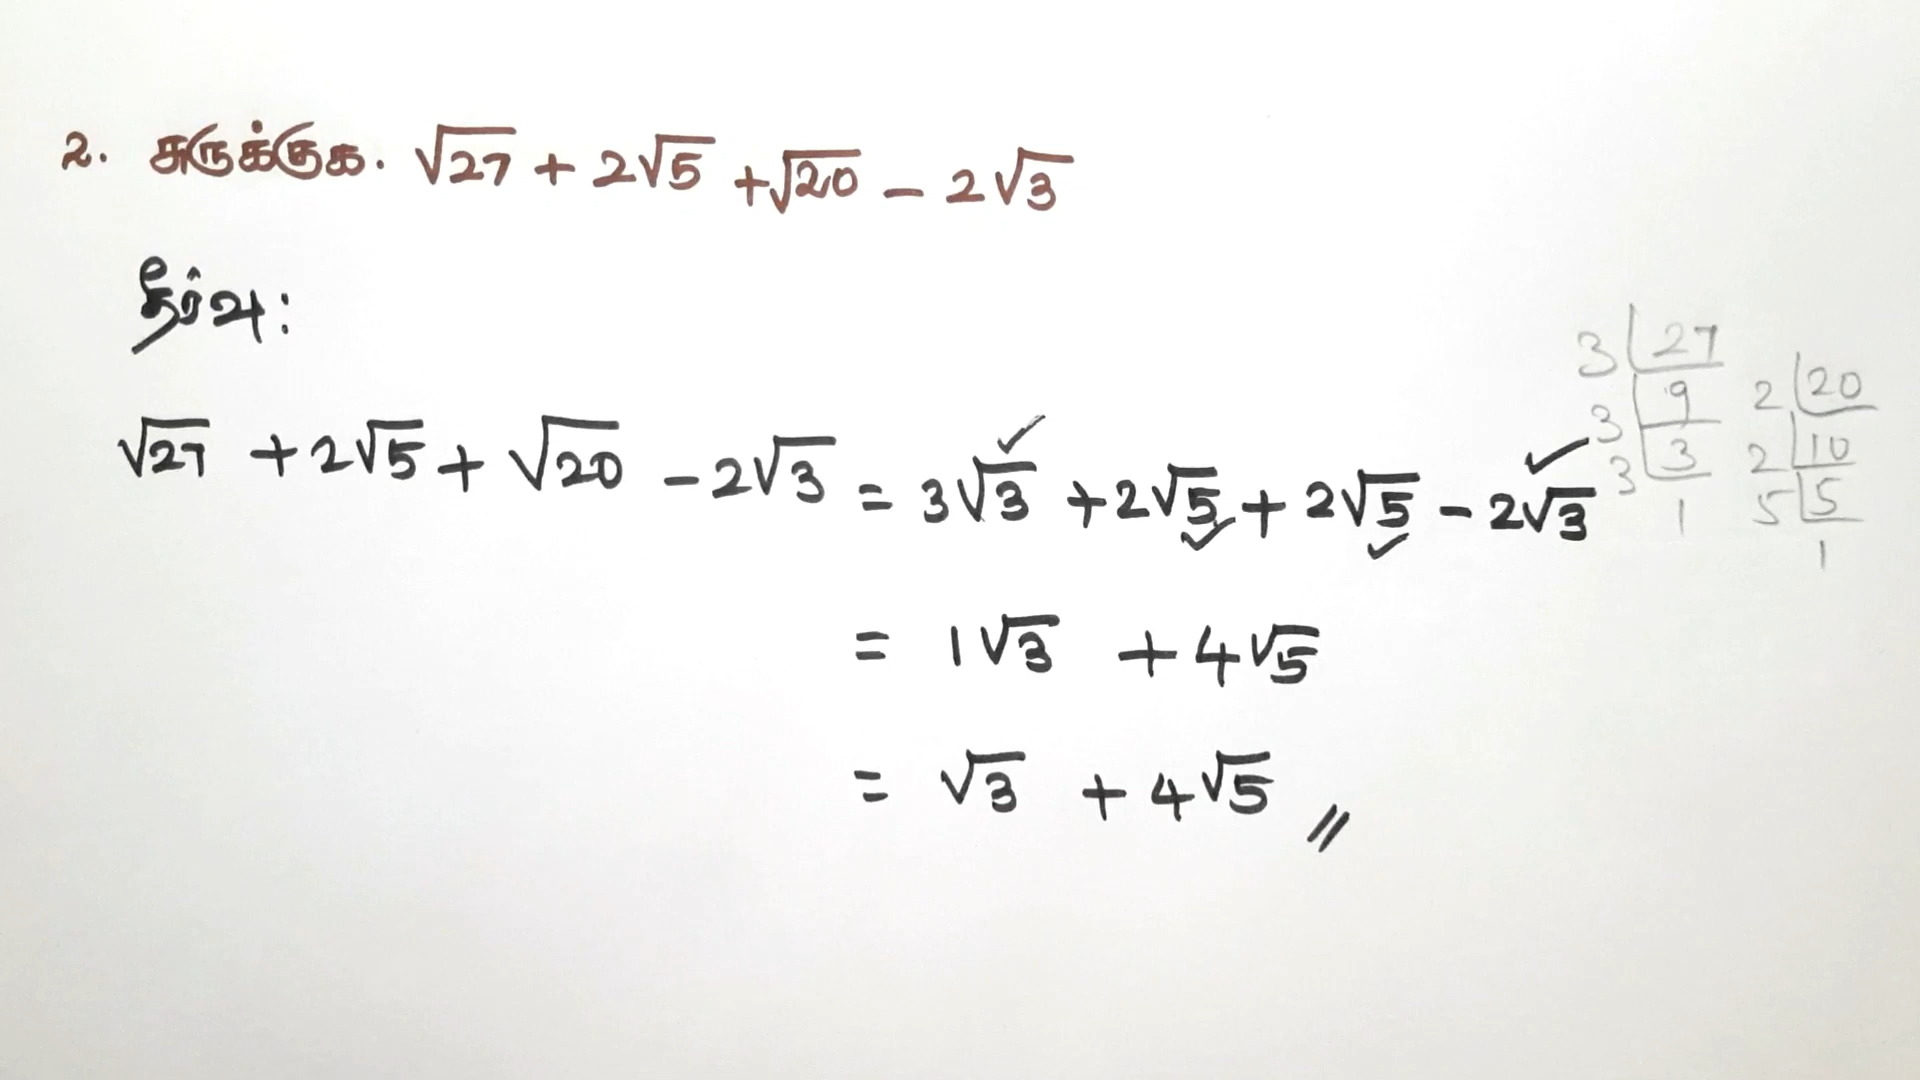 2. சுருக்குக. √27 + 2√5 + √20 - 2√3
தீர்வு:
√27 + 2√5 + √20 - 2√3 = 3√3 + 2√5 + 2√5 - 2√3
= 1√3 + 4√5
= √3 + 4√5 //
3 | 27
3 | 9
3 | 3
1
2 | 20
2 | 10
5 | 5
1